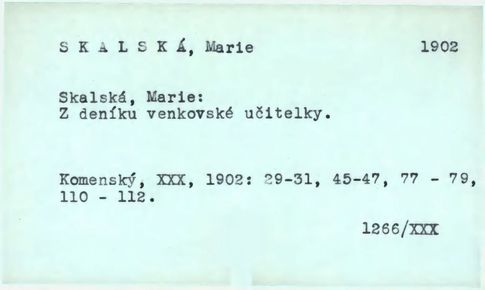 S K A L S K Á, Marie 1902
Skalská, Marie:
Z deníku venkovské učitelky.
Komenský, XXX, 1902: 29-31, 45-47, 77 - 79,
110 - 112.
1266/XXX